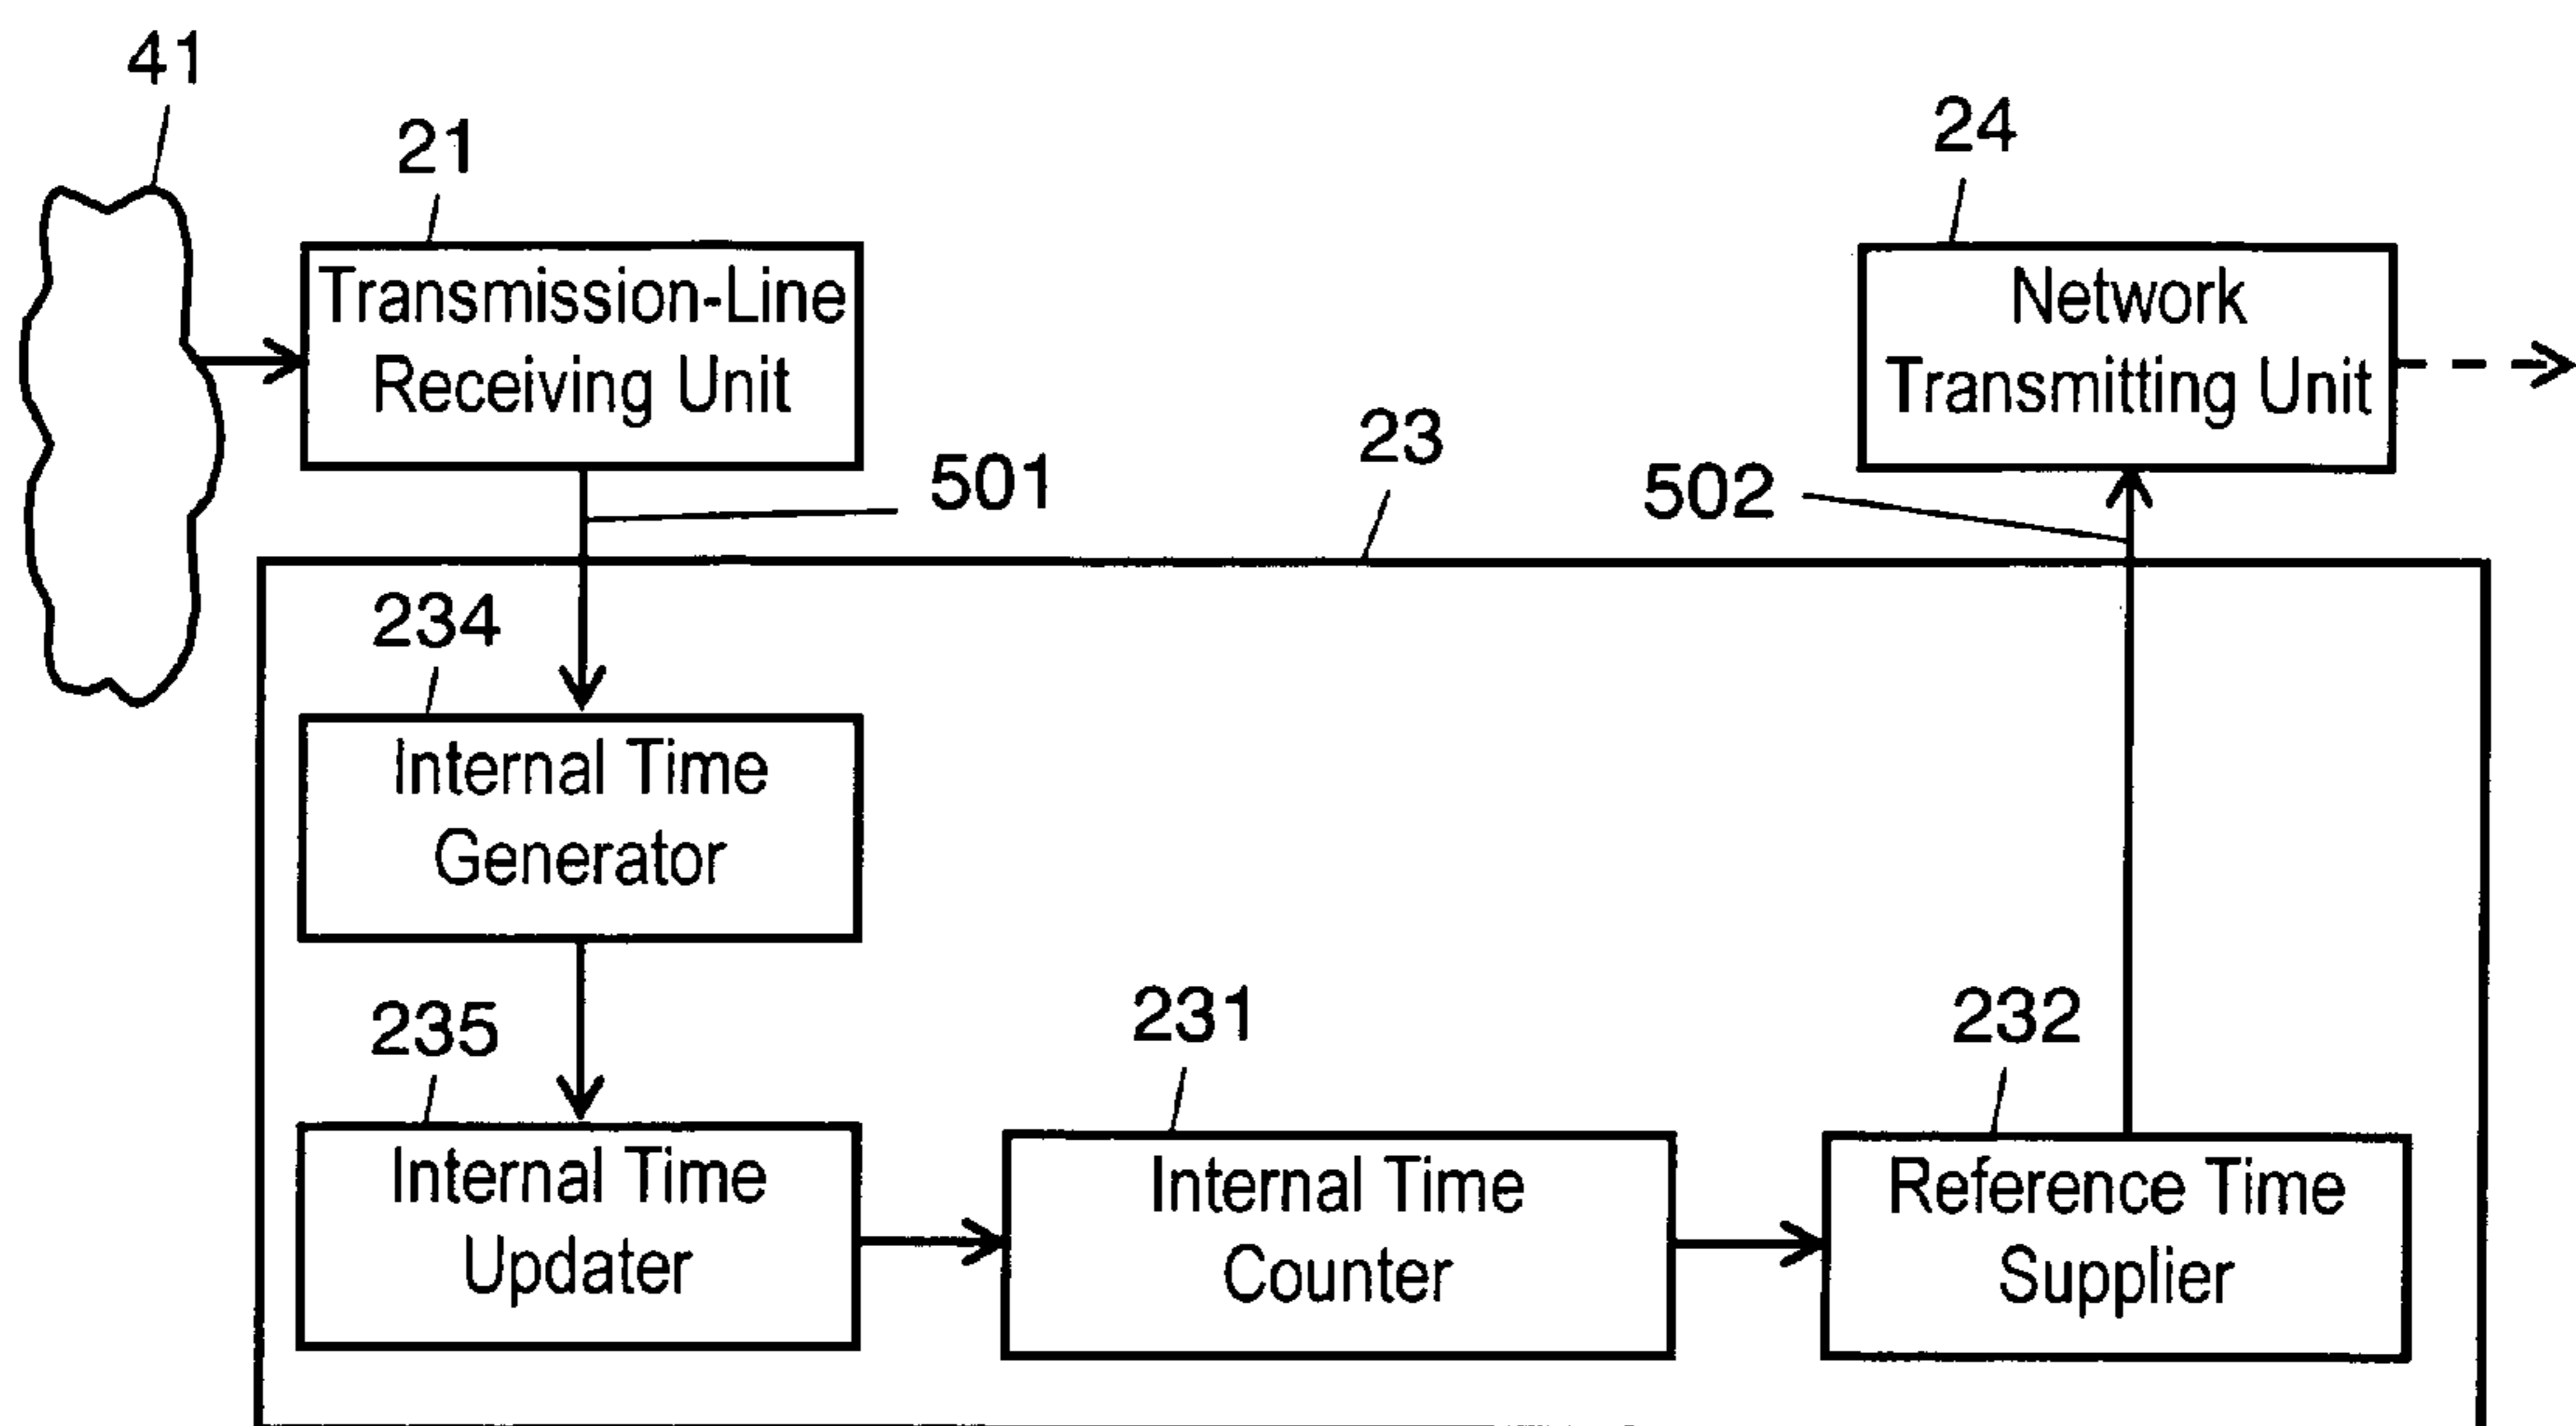 41
21
24
Transmission-Line
Receiving Unit
Network
Transmitting Unit
23
501
502
234
Internal Time
Generator
235
231
232
Internal Time
Updater
Internal Time
Counter
Reference Time
Supplier